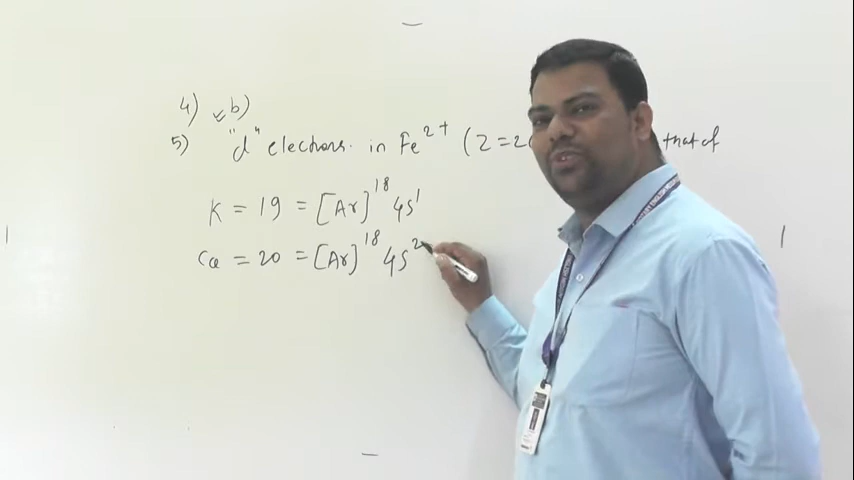 4) ✓b)
5) "d" electrons. in Fe²⁺ (Z=2 that of
K = 19 = [Ar]¹⁸ 4s¹
Ca = 20 = [Ar]¹⁸ 4s²